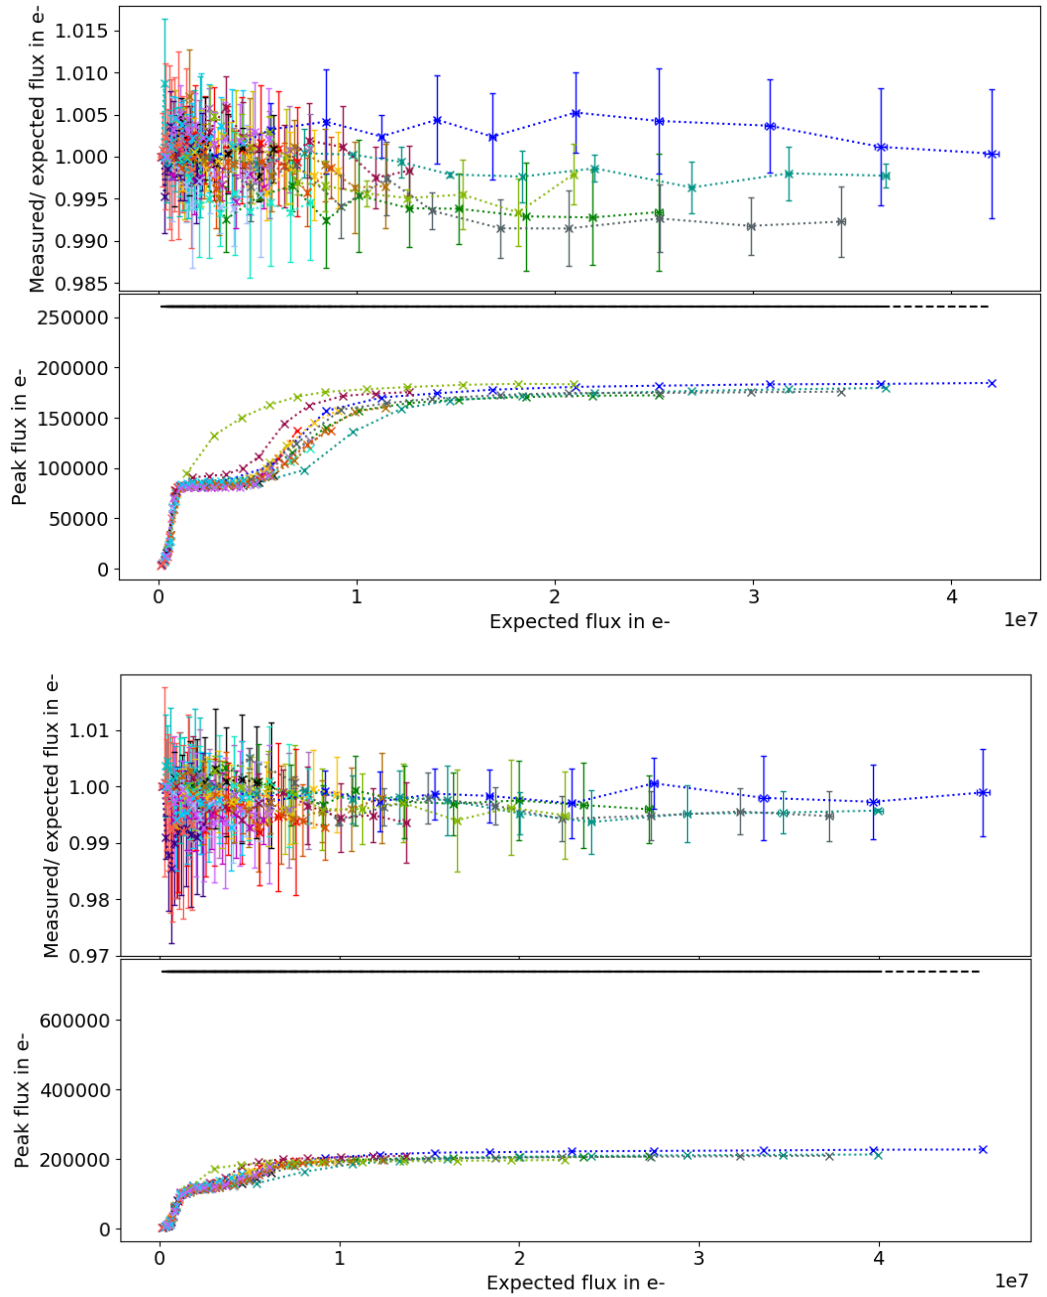 Measured/ expected flux in e-
1.015
1.010
1.005
1.000
0.995
0.990
0.985
Peak flux in e-
250000
200000
150000
100000
50000
0
0 1 2 3 4
1e7
Expected flux in e-
Measured/ expected flux in e-
1.01
1.00
0.99
0.98
0.97
Peak flux in e-
600000
400000
200000
0
0 1 2 3 4
1e7
Expected flux in e-